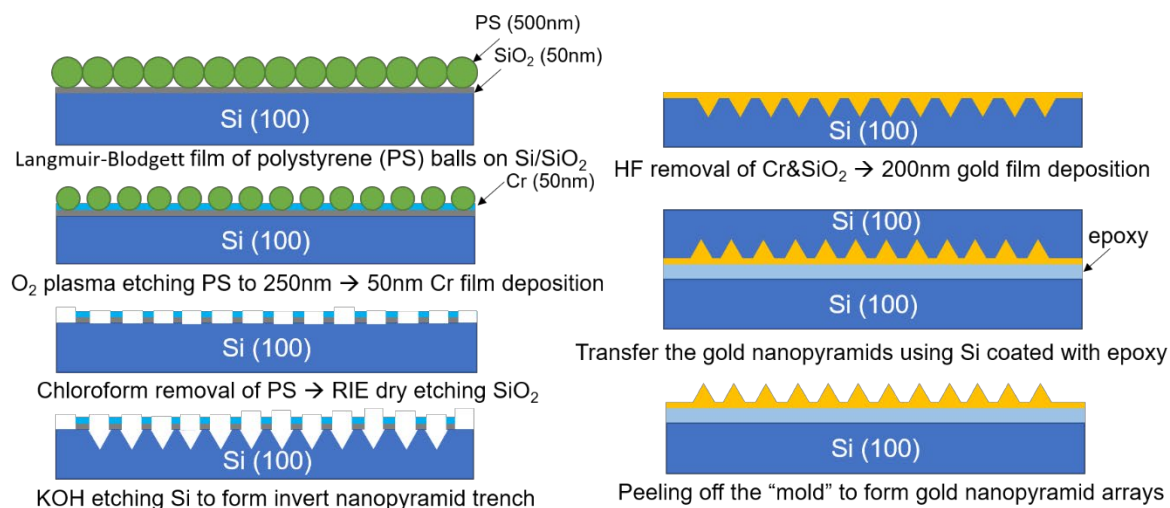 PS (500nm)
SiO₂ (50nm)
Si (100)
Langmuir-Blodgett film of polystyrene (PS) balls on Si/SiO₂
Cr (50nm)
Si (100)
O₂ plasma etching PS to 250nm → 50nm Cr film deposition
Si (100)
Chloroform removal of PS → RIE dry etching SiO₂
Si (100)
KOH etching Si to form invert nanopyramid trench
Si (100)
HF removal of Cr&SiO₂ → 200nm gold film deposition
Si (100)
epoxy
Si (100)
Transfer the gold nanopyramids using Si coated with epoxy
Si (100)
Peeling off the “mold” to form gold nanopyramid arrays